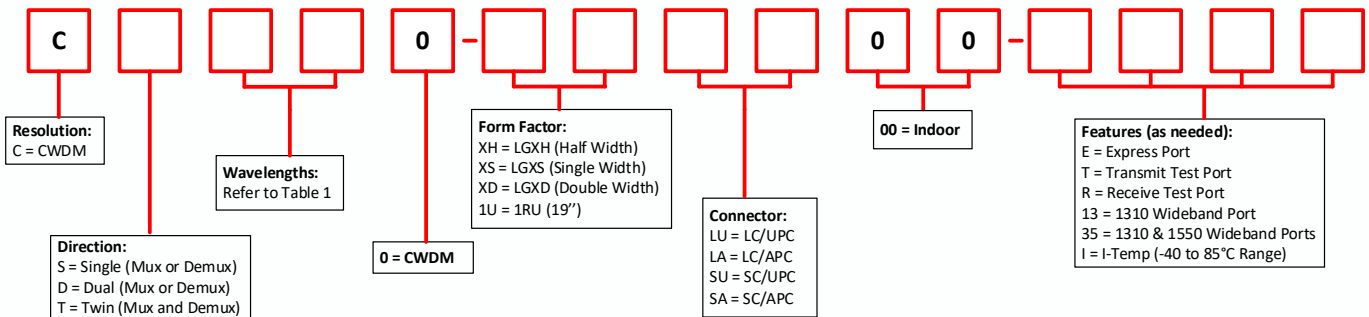 C 0 - 0 0 -
Resolution:
C = CWDM
Direction:
S = Single (Mux or Demux)
D = Dual (Mux or Demux)
T = Twin (Mux and Demux)
Wavelengths:
Refer to Table 1
0 = CWDM
Form Factor:
XH = LGXH (Half Width)
XS = LGXS (Single Width)
XD = LGXD (Double Width)
1U = 1RU (19’’)
Connector:
LU = LC/UPC
LA = LC/APC
SU = SC/UPC
SA = SC/APC
00 = Indoor
Features (as needed):
E = Express Port
T = Transmit Test Port
R = Receive Test Port
13 = 1310 Wideband Port
35 = 1310 & 1550 Wideband Ports
I = I-Temp (-40 to 85°C Range)